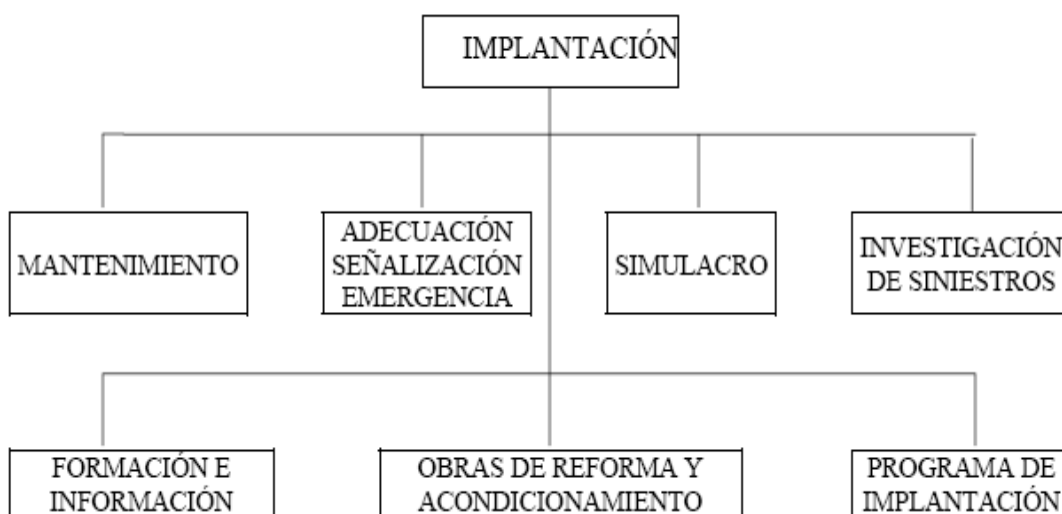 IMPLANTACIÓN
MANTENIMIENTO
ADECUACIÓN
SEÑALIZACIÓN
EMERGENCIA
SIMULACRO
INVESTIGACIÓN
DE SINIESTROS
FORMACIÓN E
INFORMACIÓN
OBRAS DE REFORMA Y
ACONDICIONAMIENTO
PROGRAMA DE
IMPLANTACIÓN